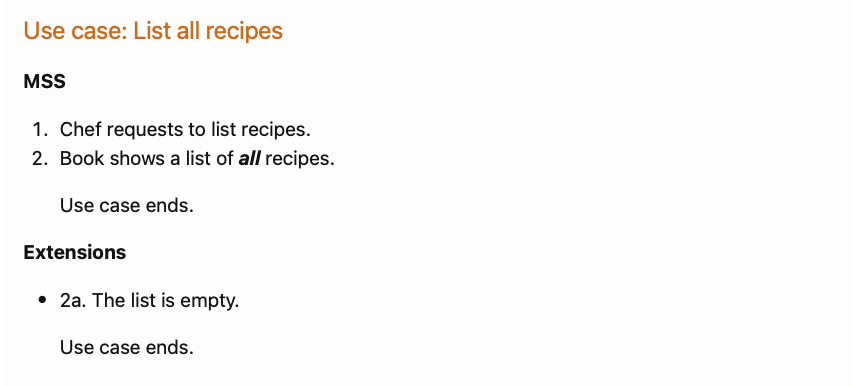 Use case: List all recipes
MSS
1. Chef requests to list recipes.
2. Book shows a list of all recipes.
Use case ends.
Extensions
• 2a. The list is empty.
Use case ends.